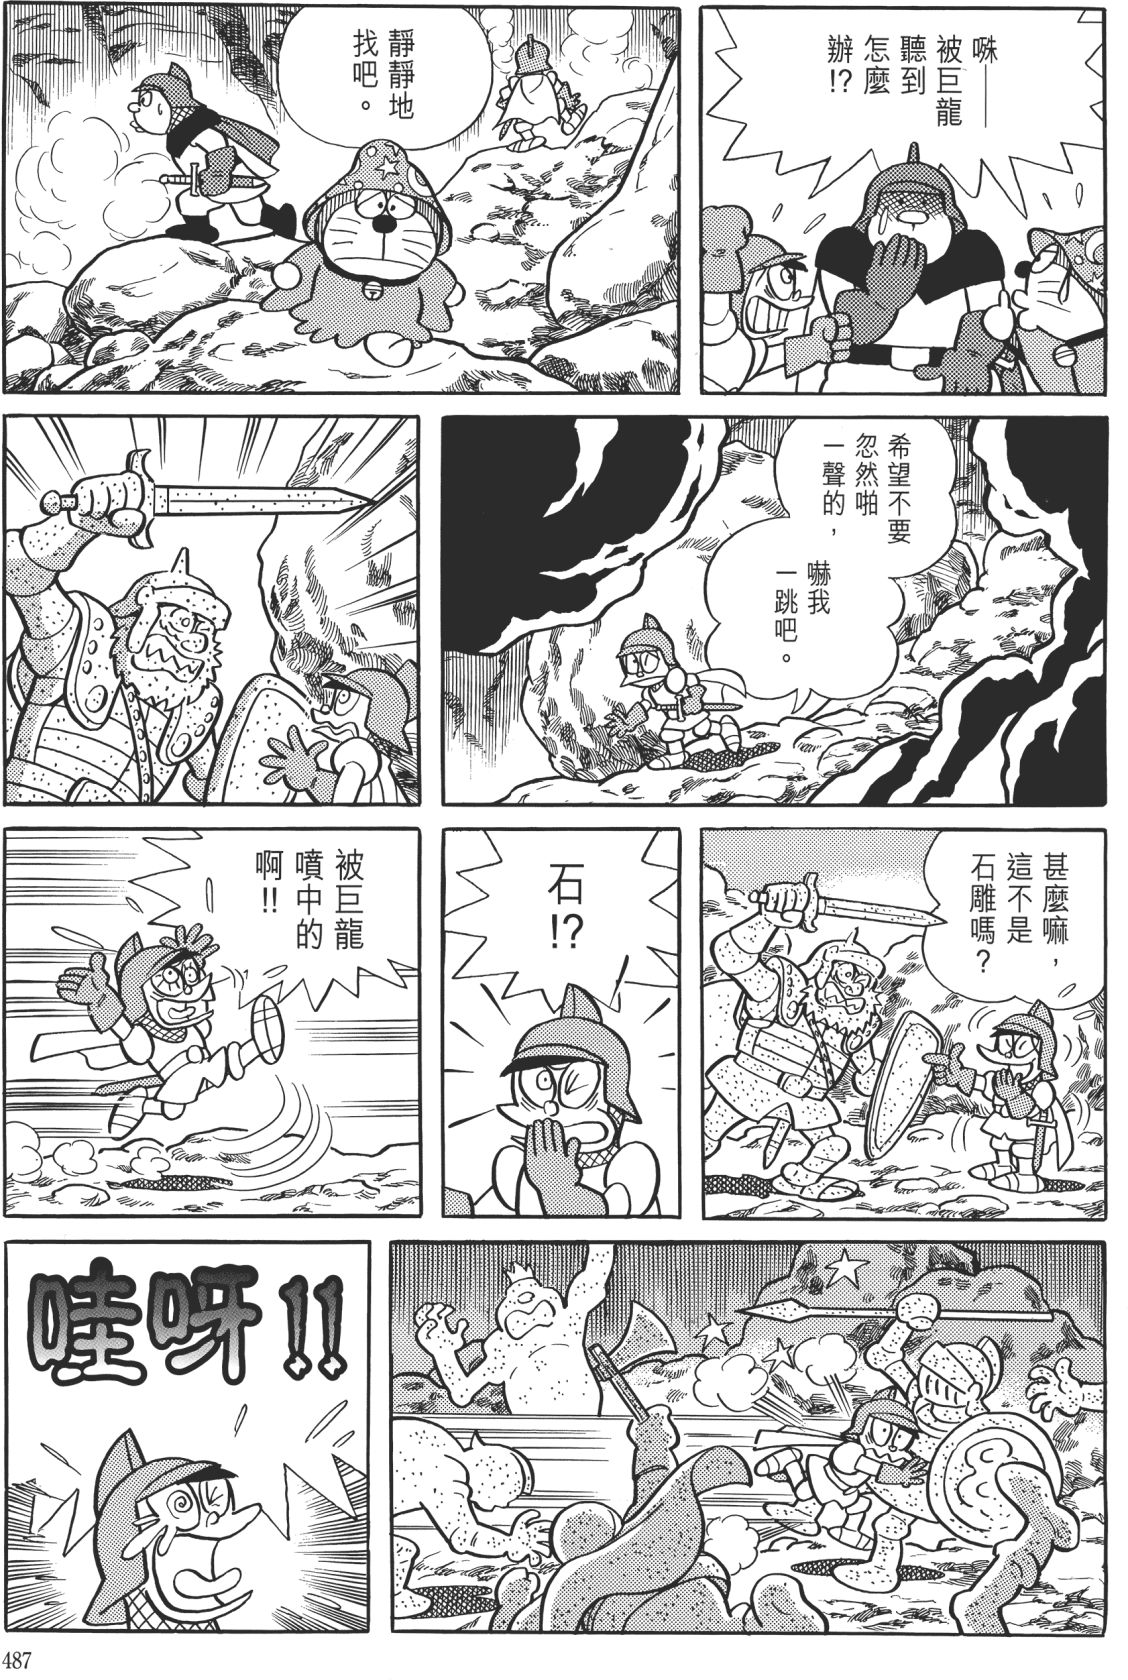 咻——
被巨龍
聽到
怎麼
辦!?
靜靜地
找吧。
希望不要
忽然啪
一聲的，
嚇我
一跳吧。
甚麼嘛，
這不是
石雕嗎？
石!?
被巨龍
噴中的
啊!!
哇呀!!
487